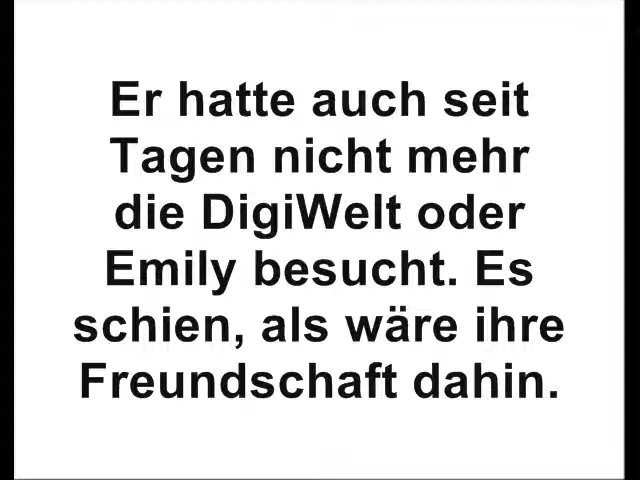 Er hatte auch seit
Tagen nicht mehr
die DigiWelt oder
Emily besucht. Es
schien, als wäre ihre
Freundschaft dahin.